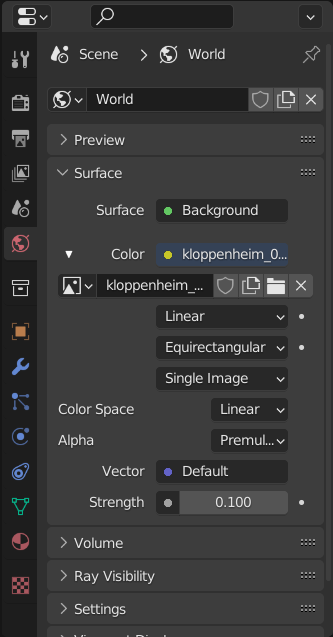 Scene > World
World
Preview
Surface
Surface Background
Color kloppenheim_0...
kloppenheim_...
Linear
Equirectangular
Single Image
Color Space Linear
Alpha Premul...
Vector Default
Strength 0.100
Volume
Ray Visibility
Settings